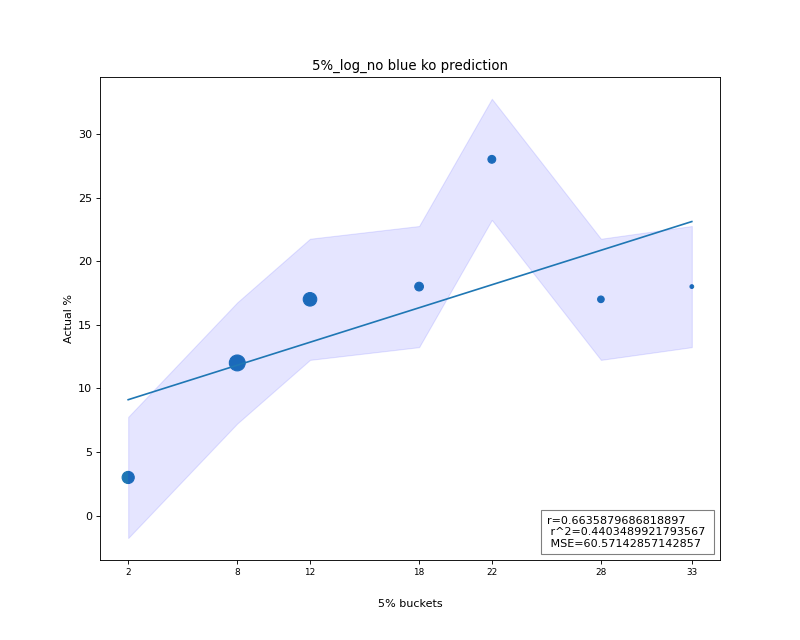 5%_log_no blue ko prediction
Actual %
30
25
20
15
10
5
0
2 8 12 18 22 28 33
5% buckets
r=0.6635879686818897
r^2=0.4403489921793567
MSE=60.57142857142857